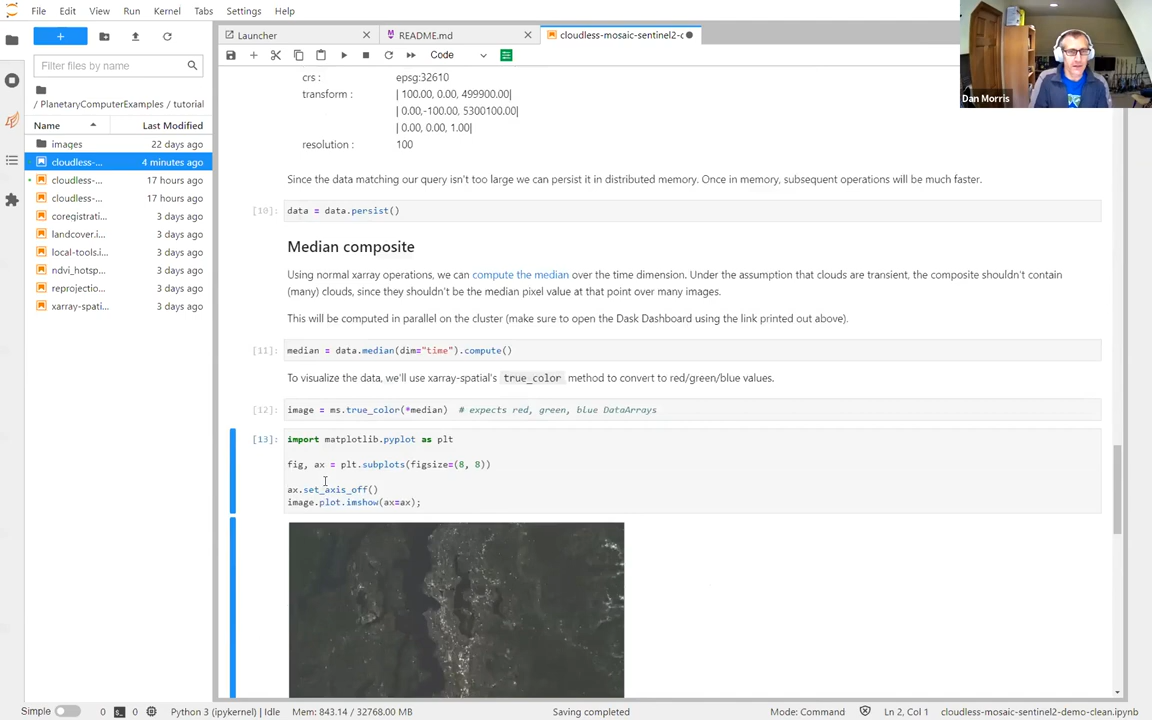 File Edit View Run Kernel Tabs Settings Help
Launcher
README.md
cloudless-mosaic-sentinel2-c
Code
Filter files by name
/ PlanetaryComputerExamples / tutorial
Name Last Modified
images 22 days ago
cloudless-... 4 minutes ago
cloudless-... 17 hours ago
cloudless-... 17 hours ago
coregistrati... 3 days ago
landcover.i... 3 days ago
local-tools.i... 3 days ago
ndvi_hotsp... 3 days ago
reprojectio... 3 days ago
xarray-spati... 3 days ago
Dan Morris
crs : epsg:32610
transform : | 100.00, 0.00, 499900.00|
| 0.00,-100.00, 5300100.00|
| 0.00, 0.00, 1.00|
resolution : 100
Since the data matching our query isn't too large we can persist it in distributed memory. Once in memory, subsequent operations will be much faster.
[10]: data = data.persist()
Median composite
Using normal xarray operations, we can compute the median over the time dimension. Under the assumption that clouds are transient, the composite shouldn't contain
(many) clouds, since they shouldn't be the median pixel value at that point over many images.
This will be computed in parallel on the cluster (make sure to open the Dask Dashboard using the link printed out above).
[11]: median = data.median(dim="time").compute()
To visualize the data, we'll use xarray-spatial's true_color method to convert to red/green/blue values.
[12]: image = ms.true_color(*median) # expects red, green, blue DataArrays
[13]: import matplotlib.pyplot as plt
fig, ax = plt.subplots(figsize=(8, 8))
ax.set_axis_off()
image.plot.imshow(ax=ax);
Simple 0 0 Python 3 (ipykernel) | Idle Mem: 843.14 / 32768.00 MB Saving completed Mode: Command Ln 2, Col 1 cloudless-mosaic-sentinel2-demo-clean.ipynb